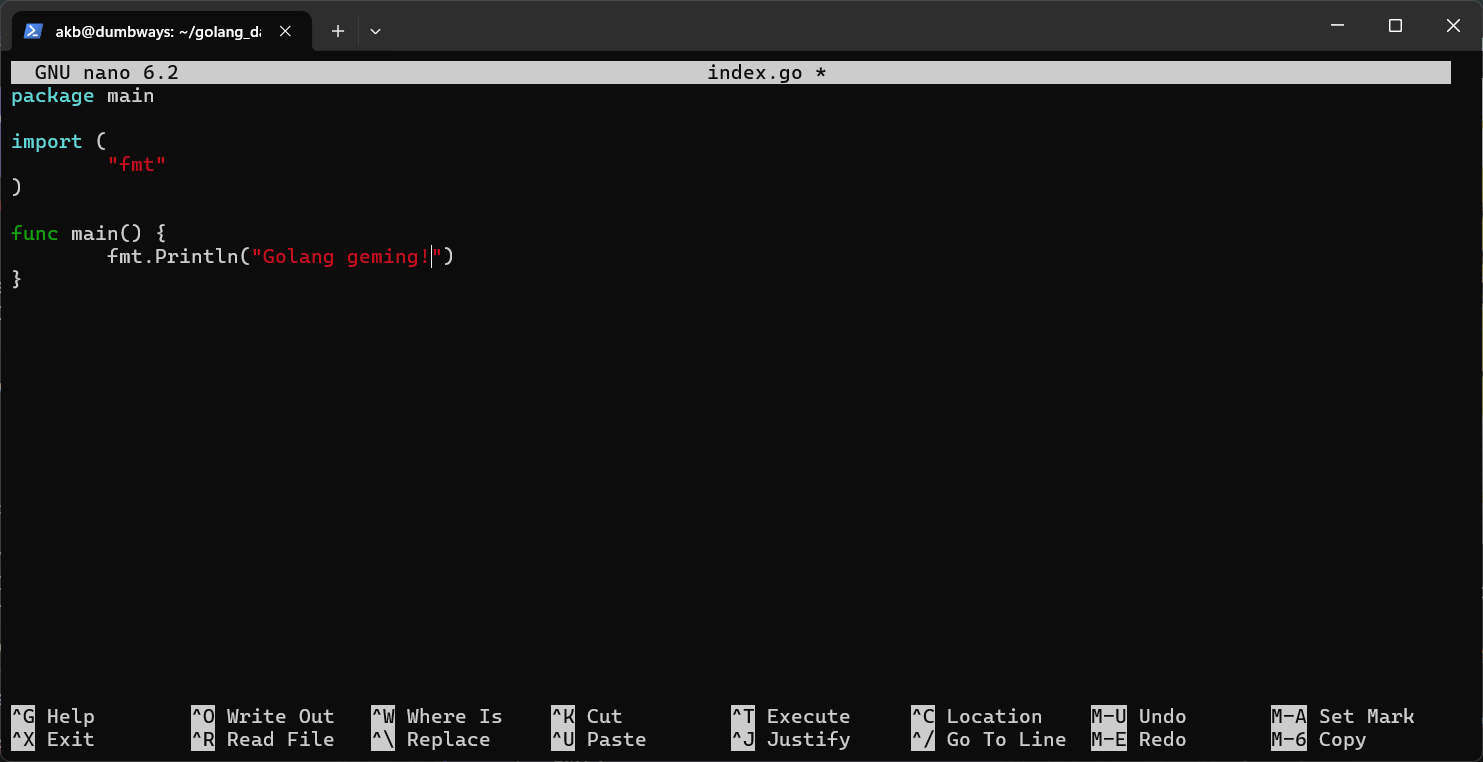 akb@dumbways: ~/golang_da
GNU nano 6.2 index.go *
package main
import (
"fmt"
)
func main() {
fmt.Println("Golang geming!")
}
^G Help ^O Write Out ^W Where Is ^K Cut ^T Execute ^C Location M-U Undo M-A Set Mark
^X Exit ^R Read File ^\ Replace ^U Paste ^J Justify ^/ Go To Line M-E Redo M-6 Copy